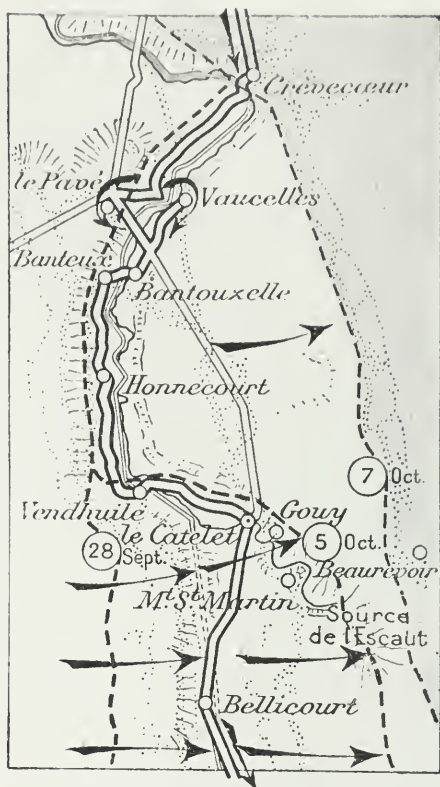 Crèvecœur
le Pavé
Vaucelles
Banteux
Bantouxelle
Honnecourt
7 Oct.
Vendhuile
Gouy
le Catelet
28 Sept.
5 Oct.
Beaurevoir
Mt. St. Martin
Source
de l'Escaut
Bellicourt